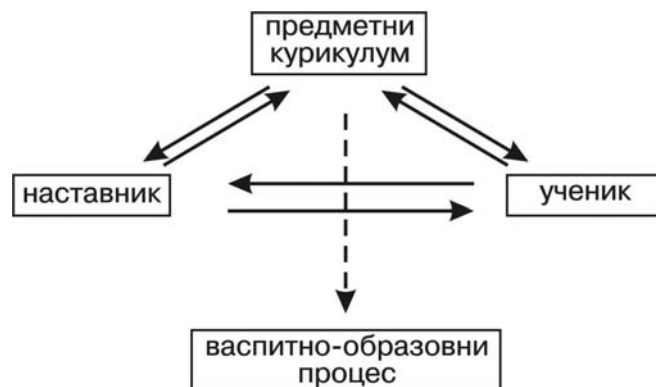 предметни
курикулум
наставник
ученик
васпитно-образовни
процес